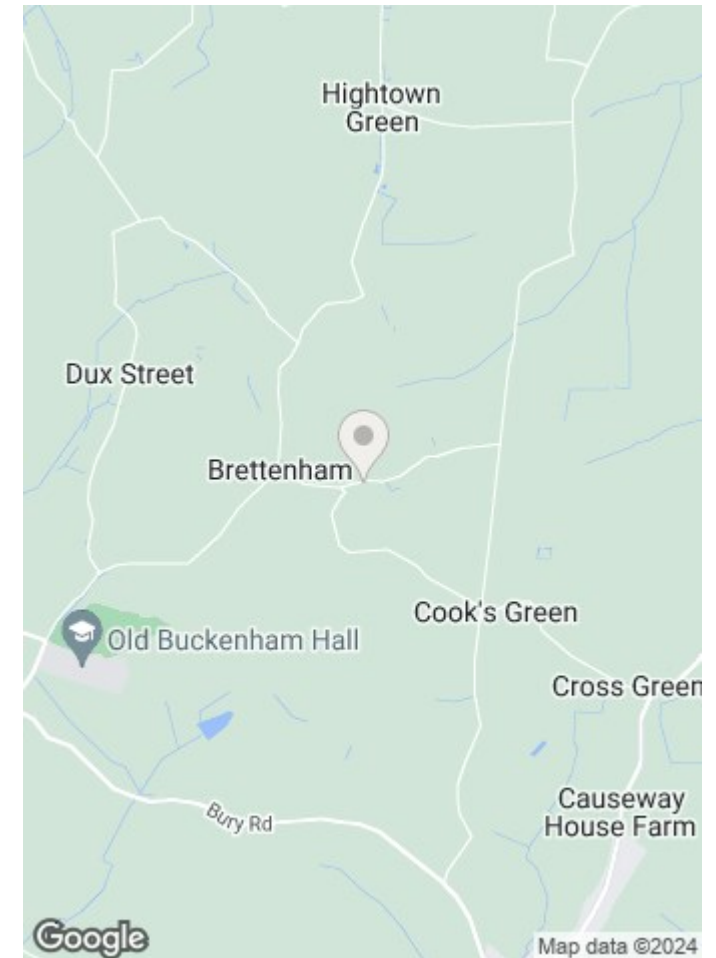 Hightown
Green
Dux Street
Brettenham
Cook's Green
Old Buckenham Hall
Cross Green
Causeway
House Farm
Bury Rd
Google
Map data ©2024